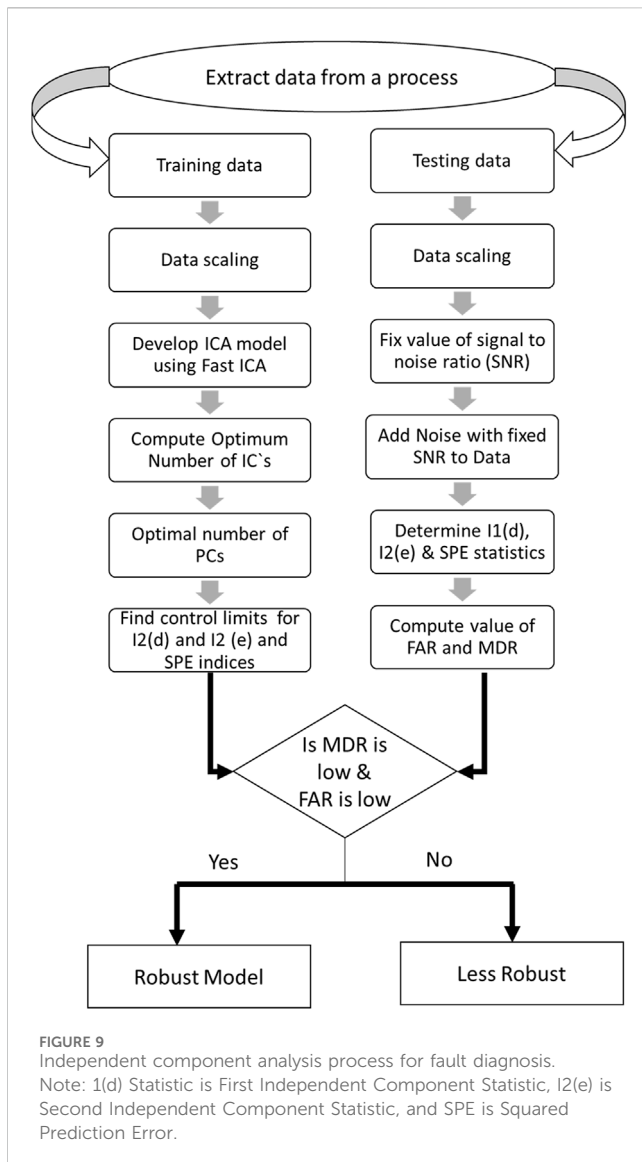 Extract data from a process
Training data
Data scaling
Develop ICA model
using Fast ICA
Compute Optimum
Number of IC`s
Optimal number of
PCs
Find control limits for
I2(d) and I2 (e) and
SPE indices
Testing data
Data scaling
Fix value of signal to
noise ratio (SNR)
Add Noise with fixed
SNR to Data
Determine I1(d),
I2(e) & SPE statistics
Compute value of
FAR and MDR
Is MDR is
low &
FAR is low
Yes
No
Robust Model
Less Robust
FIGURE 9
Independent component analysis process for fault diagnosis.
Note: 1(d) Statistic is First Independent Component Statistic, I2(e) is
Second Independent Component Statistic, and SPE is Squared
Prediction Error.